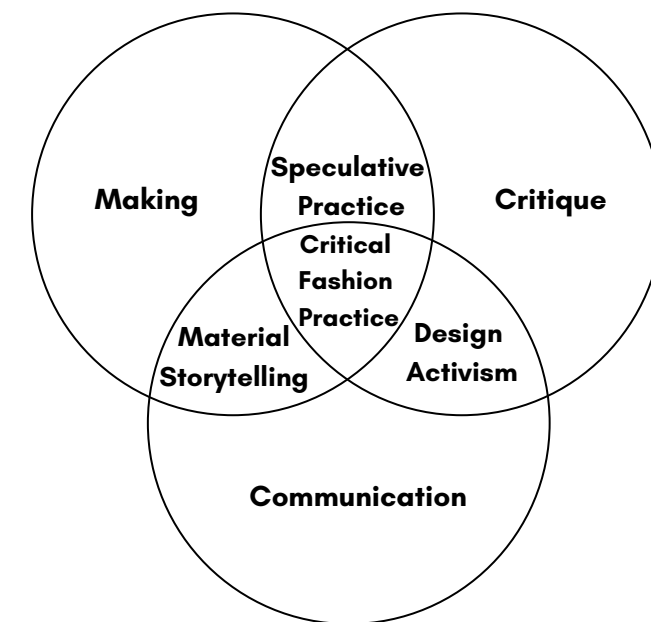 Speculative
Practice
Making
Critique
Critical
Fashion
Practice
Material
Storytelling
Design
Activism
Communication